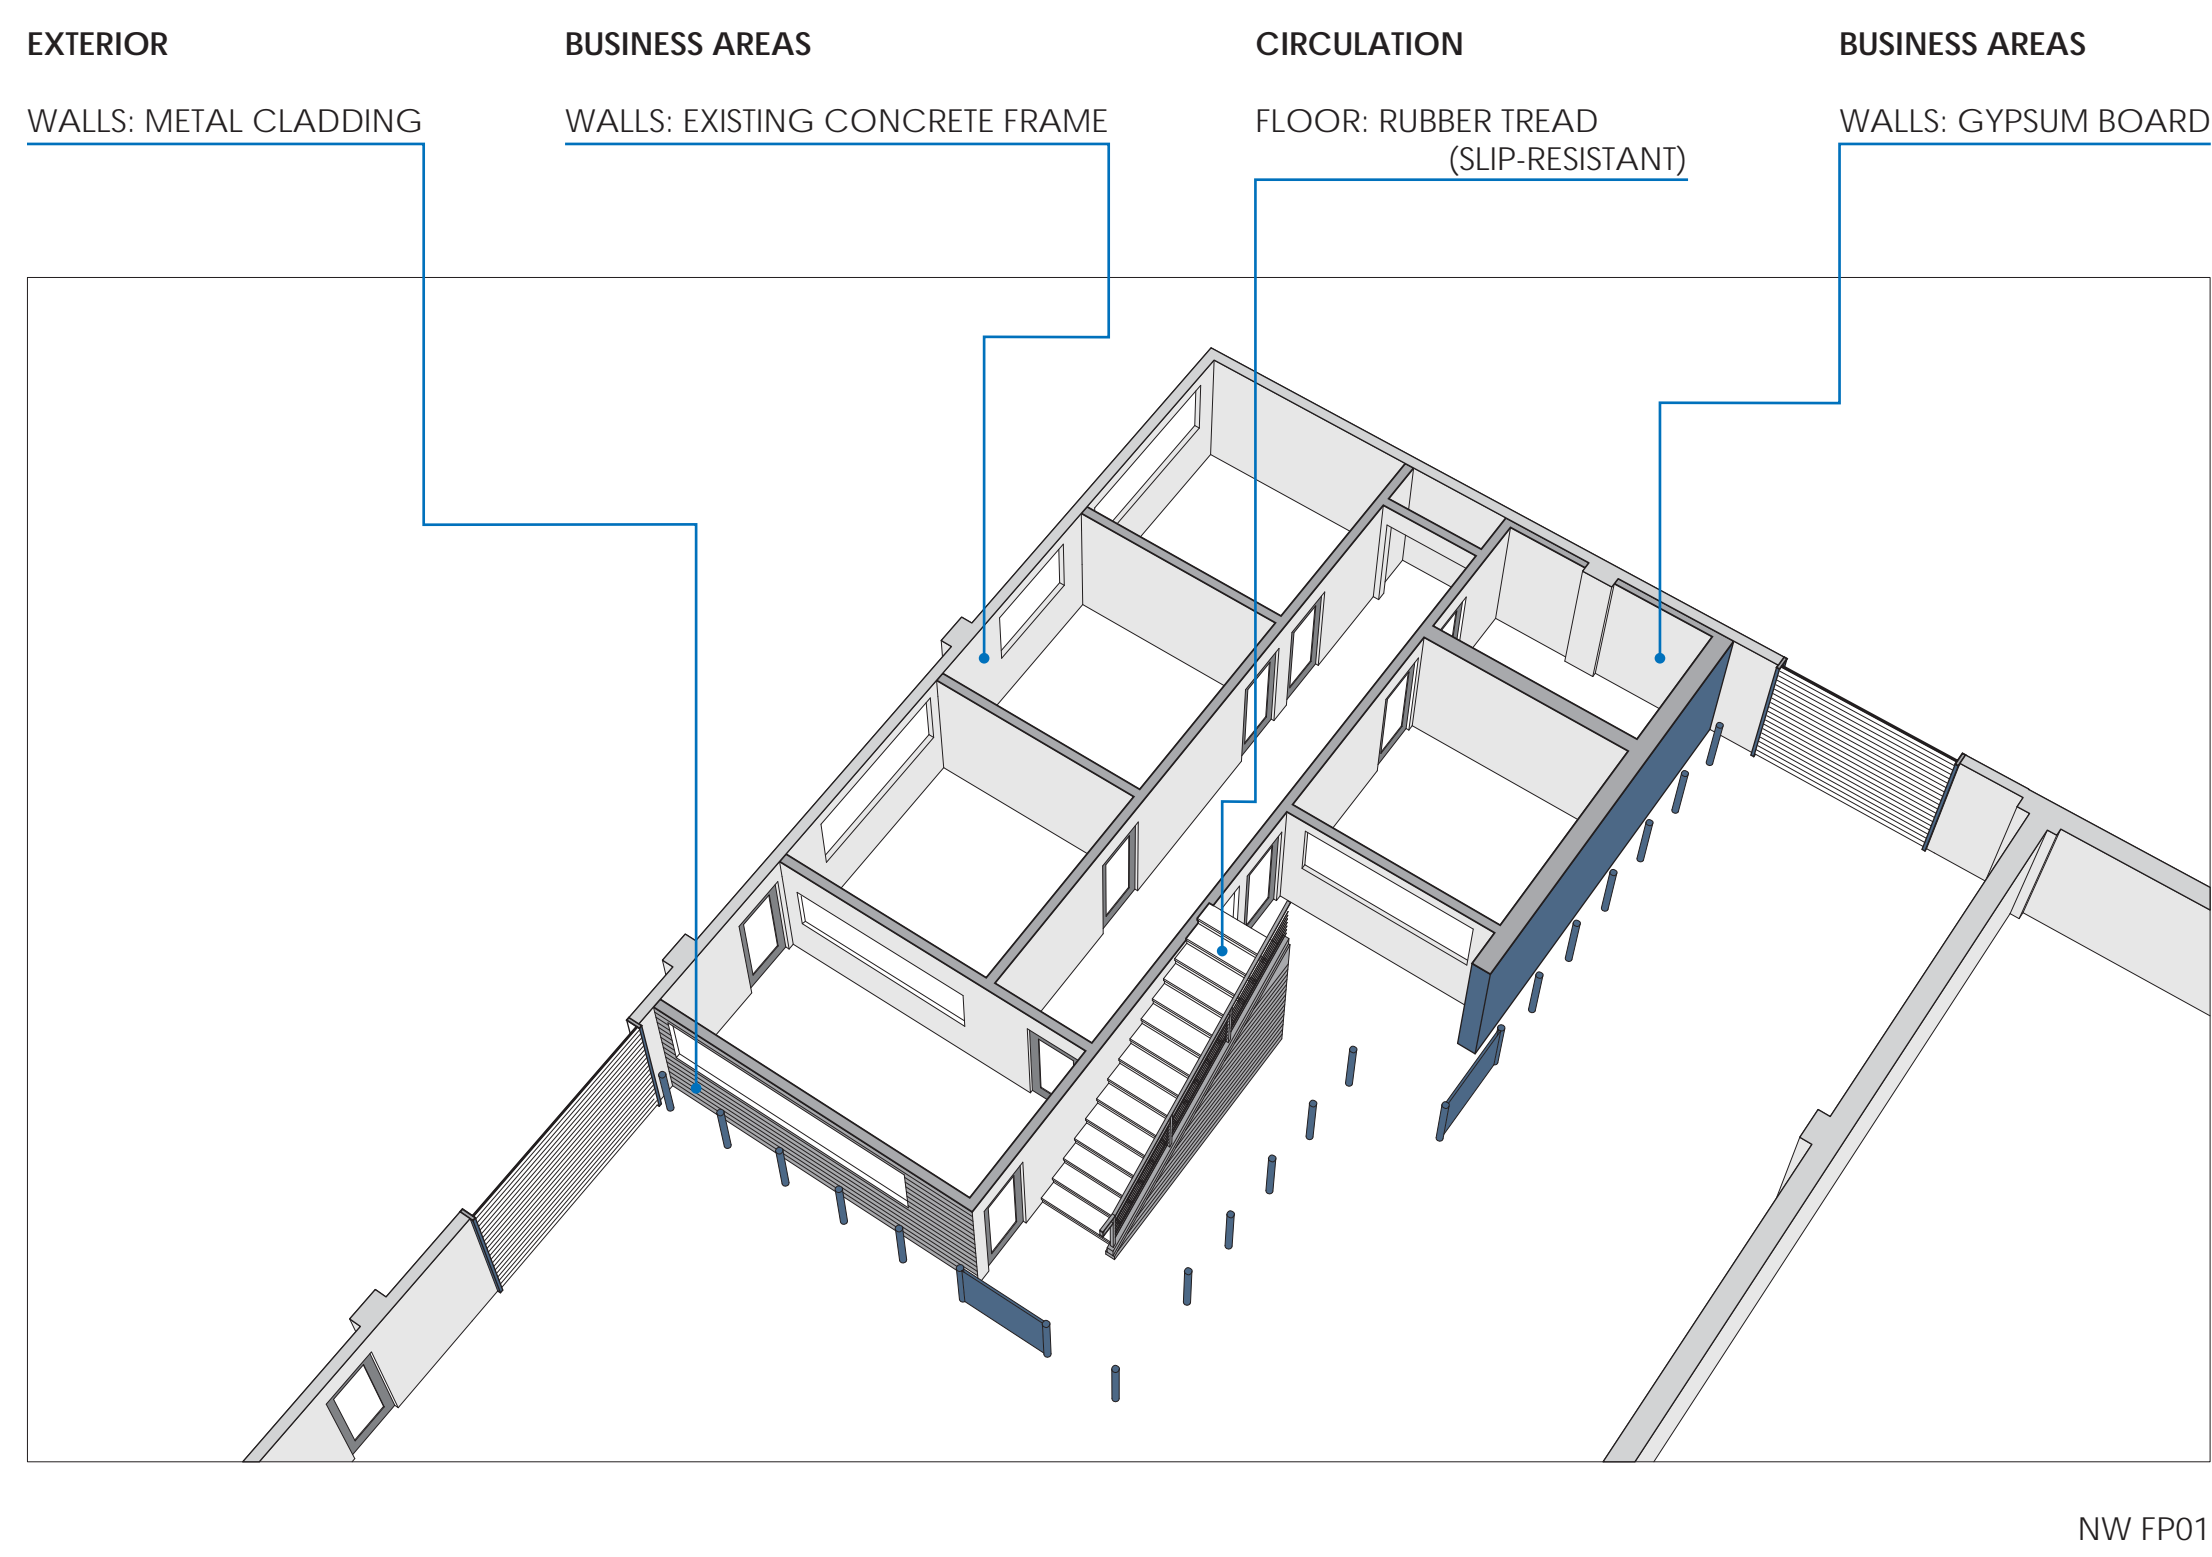 EXTERIOR
WALLS: METAL CLADDING
BUSINESS AREAS
WALLS: EXISTING CONCRETE FRAME
CIRCULATION
FLOOR: RUBBER TREAD
(SLIP-RESISTANT)
BUSINESS AREAS
WALLS: GYPSUM BOARD
NW FP01